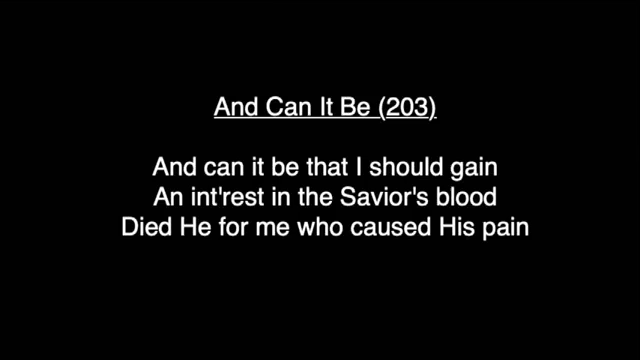 And Can It Be (203)
And can it be that I should gain
An int'rest in the Savior's blood
Died He for me who caused His pain